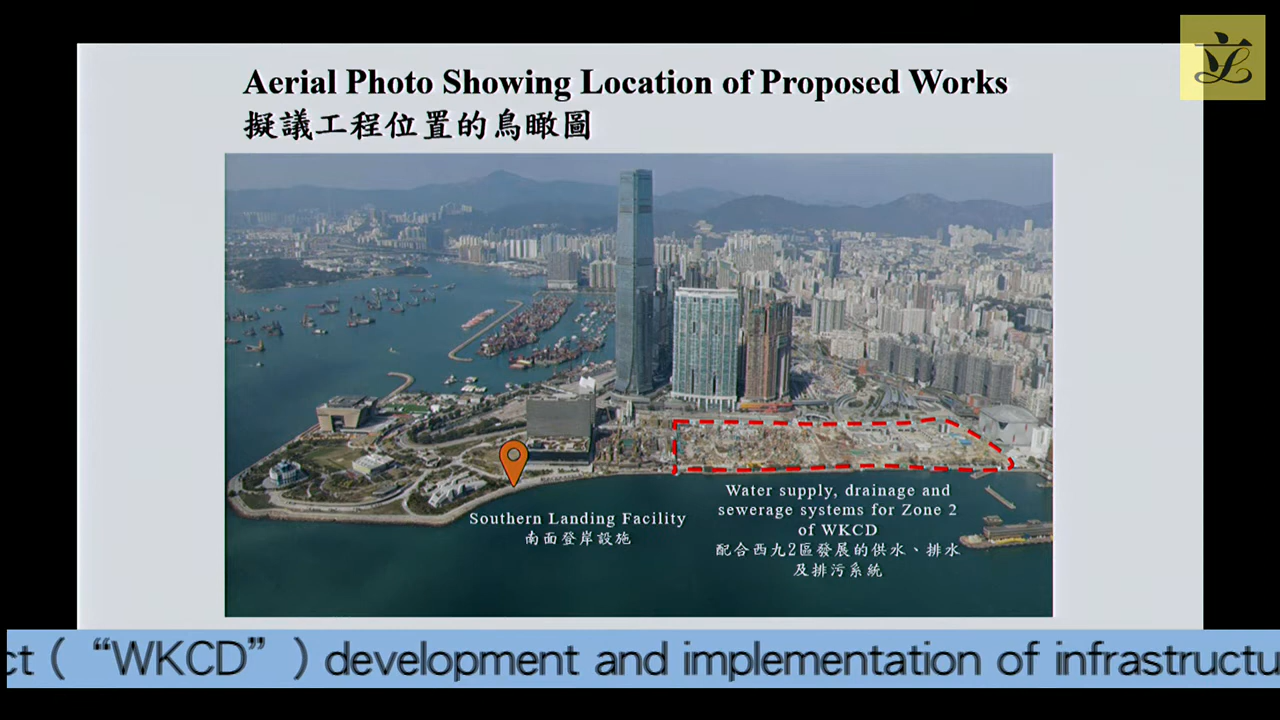 Aerial Photo Showing Location of Proposed Works
擬議工程位置的鳥瞰圖
立
Southern Landing Facility
南面登岸設施
Water supply, drainage and
sewerage systems for Zone 2
of WKCD
配合西九2區發展的供水、排水
及排污系統
ct (“WKCD”) development and implementation of infrastructu